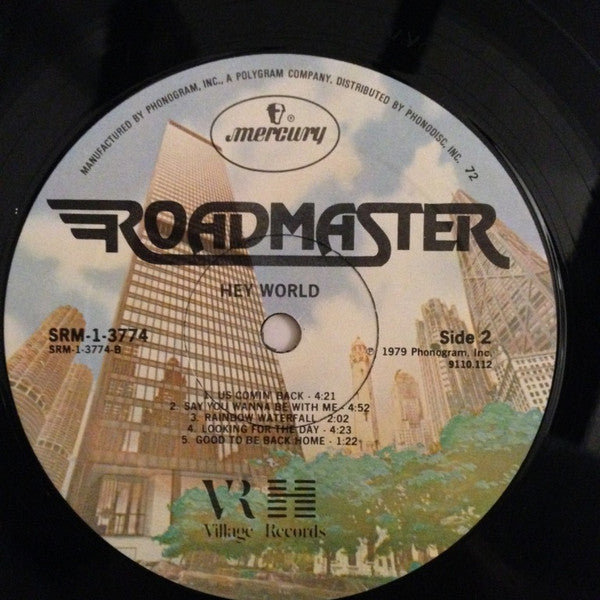 MANUFACTURED BY PHONOGRAM, INC., A POLYGRAM COMPANY. DISTRIBUTED BY PHONODISC, INC. 72
mercury®
ROADMASTER
HEY WORLD
SRM-1-3774
SRM-1-3774-B
Side 2
℗ 1979 Phonogram, Inc.
9110.112
1. US COMIN' BACK - 4:21
2. SAY YOU WANNA BE WITH ME - 4:52
3. RAINBOW WATERFALL - 2:02
4. LOOKING FOR THE DAY - 4:23
5. GOOD TO BE BACK HOME - 1:22
VR
Village Records